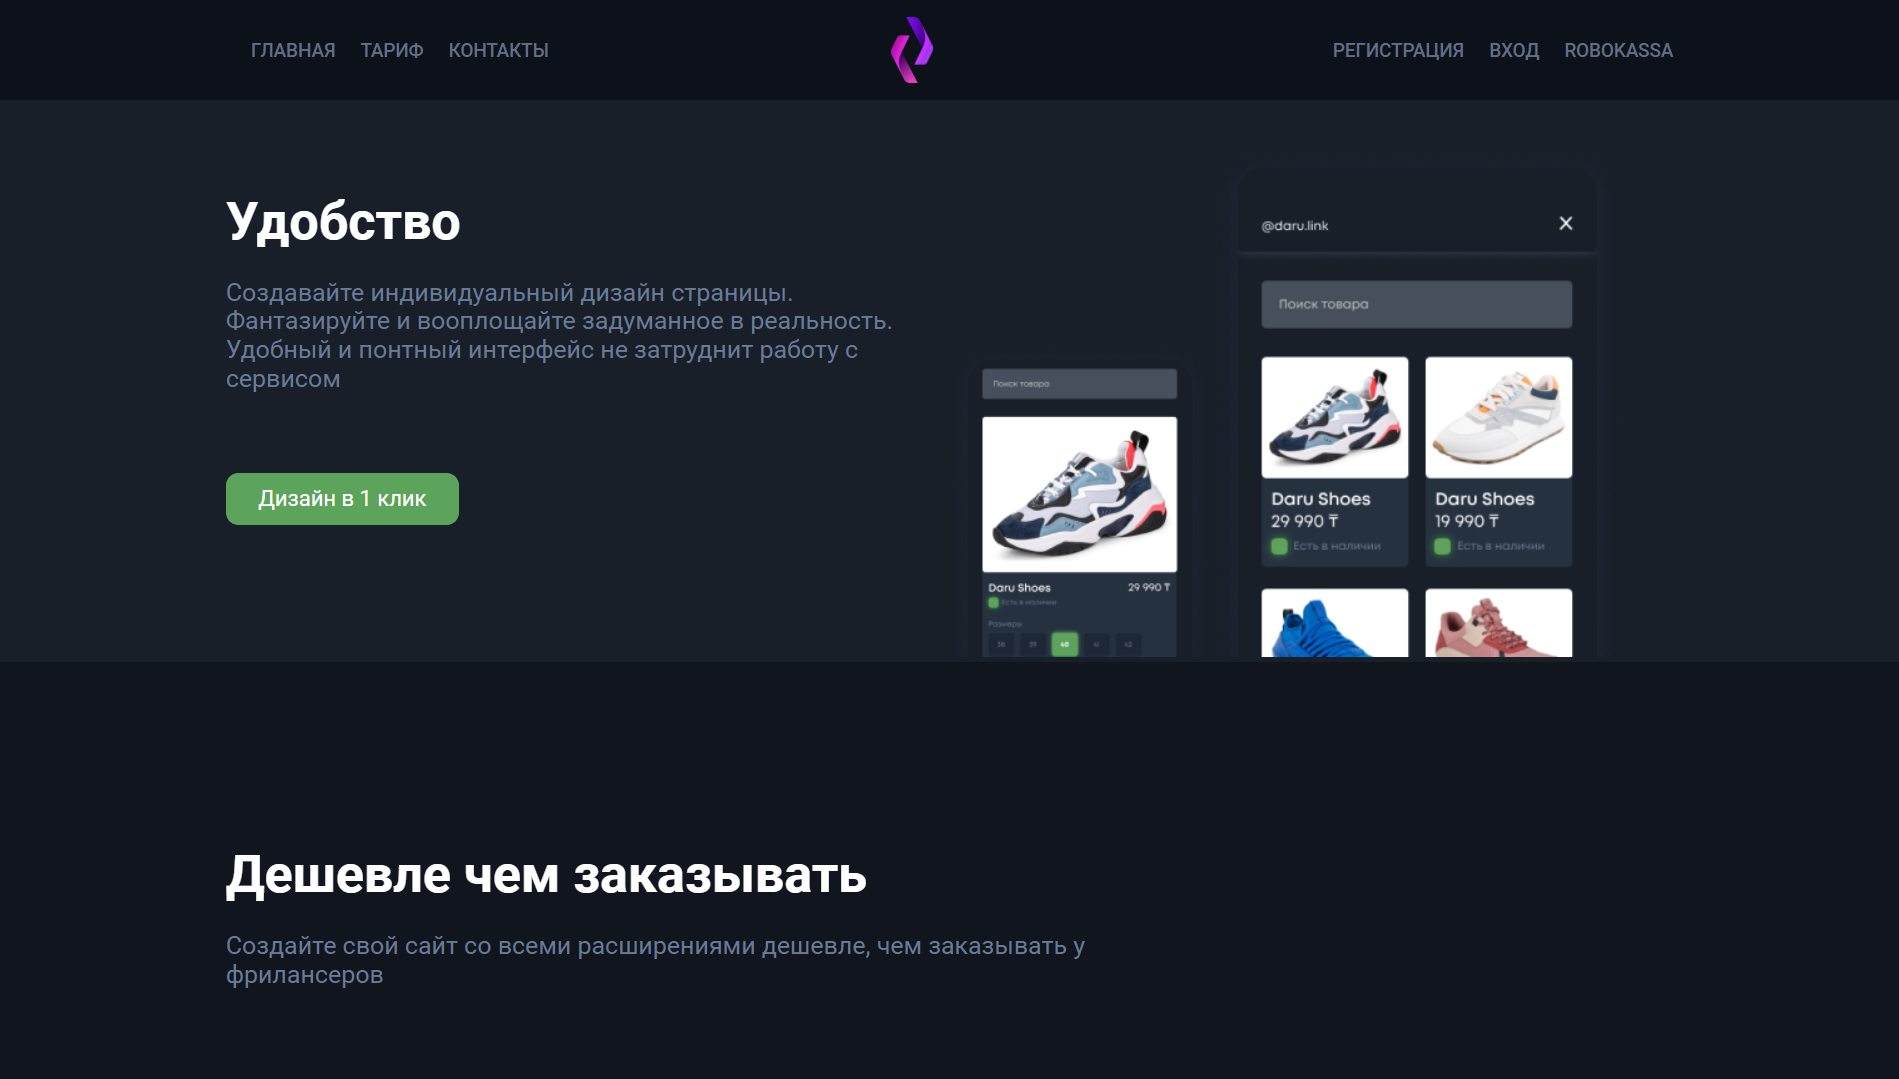 ГЛАВНАЯ ТАРИФ КОНТАКТЫ
РЕГИСТРАЦИЯ ВХОД ROBOKASSA
Удобство
Создавайте индивидуальный дизайн страницы.
Фантазируйте и вооплощайте задуманное в реальность.
Удобный и понтный интерфейс не затруднит работу с
сервисом
Дизайн в 1 клик
Поиск товара
Daru Shoes 29 990 ₸
Есть в наличии
Размеры
38 39 40 41 42
@daru.link
Поиск товара
Daru Shoes
29 990 ₸
Есть в наличии
Daru Shoes
19 990 ₸
Есть в наличии
Дешевле чем заказывать
Создайте свой сайт со всеми расширениями дешевле, чем заказывать у
фрилансеров